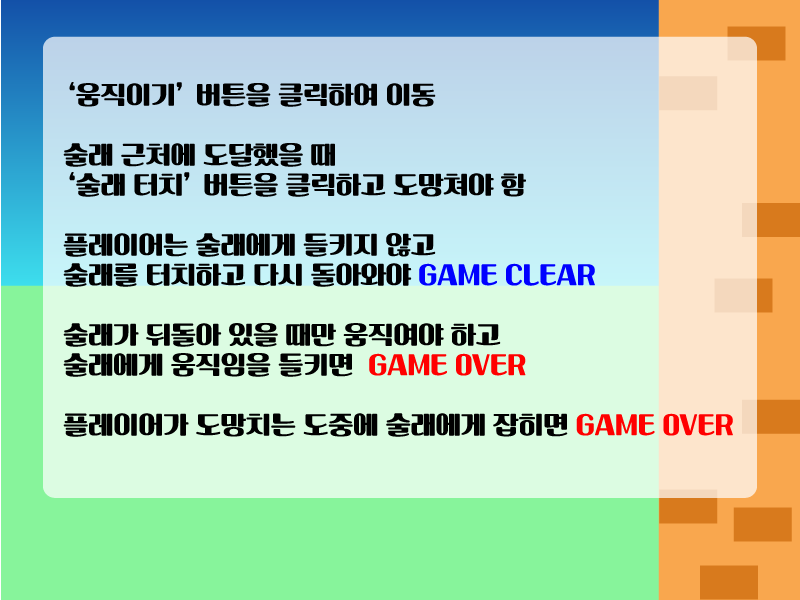 ‘움직이기’ 버튼을 클릭하여 이동
술래 근처에 도달했을 때
‘술래 터치’ 버튼을 클릭하고 도망쳐야 함
플레이어는 술래에게 들키지 않고
술래를 터치하고 다시 돌아와야 GAME CLEAR
술래가 뒤돌아 있을 때만 움직여야 하고
술래에게 움직임을 들키면 GAME OVER
플레이어가 도망치는 도중에 술래에게 잡히면 GAME OVER